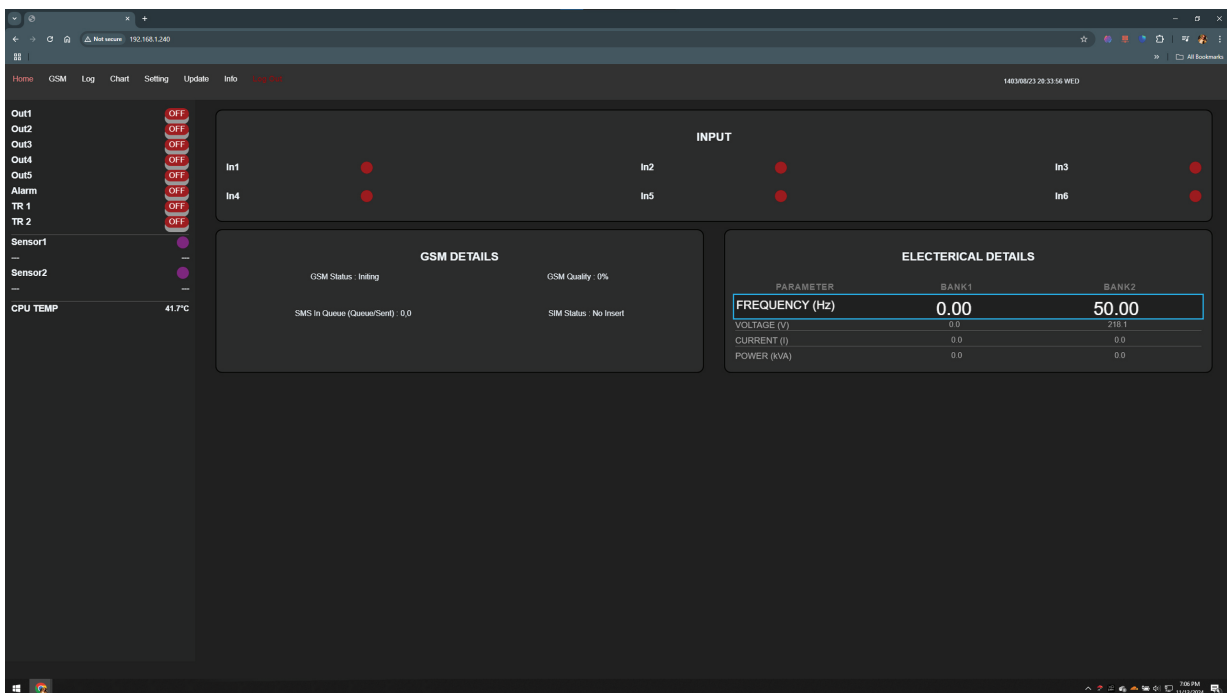 Not secure 192.168.1.240
All Bookmarks
Home GSM Log Chart Setting Update Info
1403/08/23 20:33:56 WED
Out1 OFF
Out2 OFF
Out3 OFF
Out4 OFF
Out5 OFF
Alarm OFF
TR 1 OFF
TR 2 OFF
Sensor1
--- ---
Sensor2
--- ---
CPU TEMP 41.7°C
INPUT
In1 In2 In3
In4 In5 In6
GSM DETAILS
GSM Status : Initing GSM Quality : 0%
SMS In Queue (Queue/Sent) : 0,0 SIM Status : No Insert
ELECTERICAL DETAILS
PARAMETER BANK1 BANK2
FREQUENCY (Hz) 0.00 50.00
VOLTAGE (V) 0.0 218.1
CURRENT (I) 0.0 0.0
POWER (kVA) 0.0 0.0
7:06 PM
11/13/2024